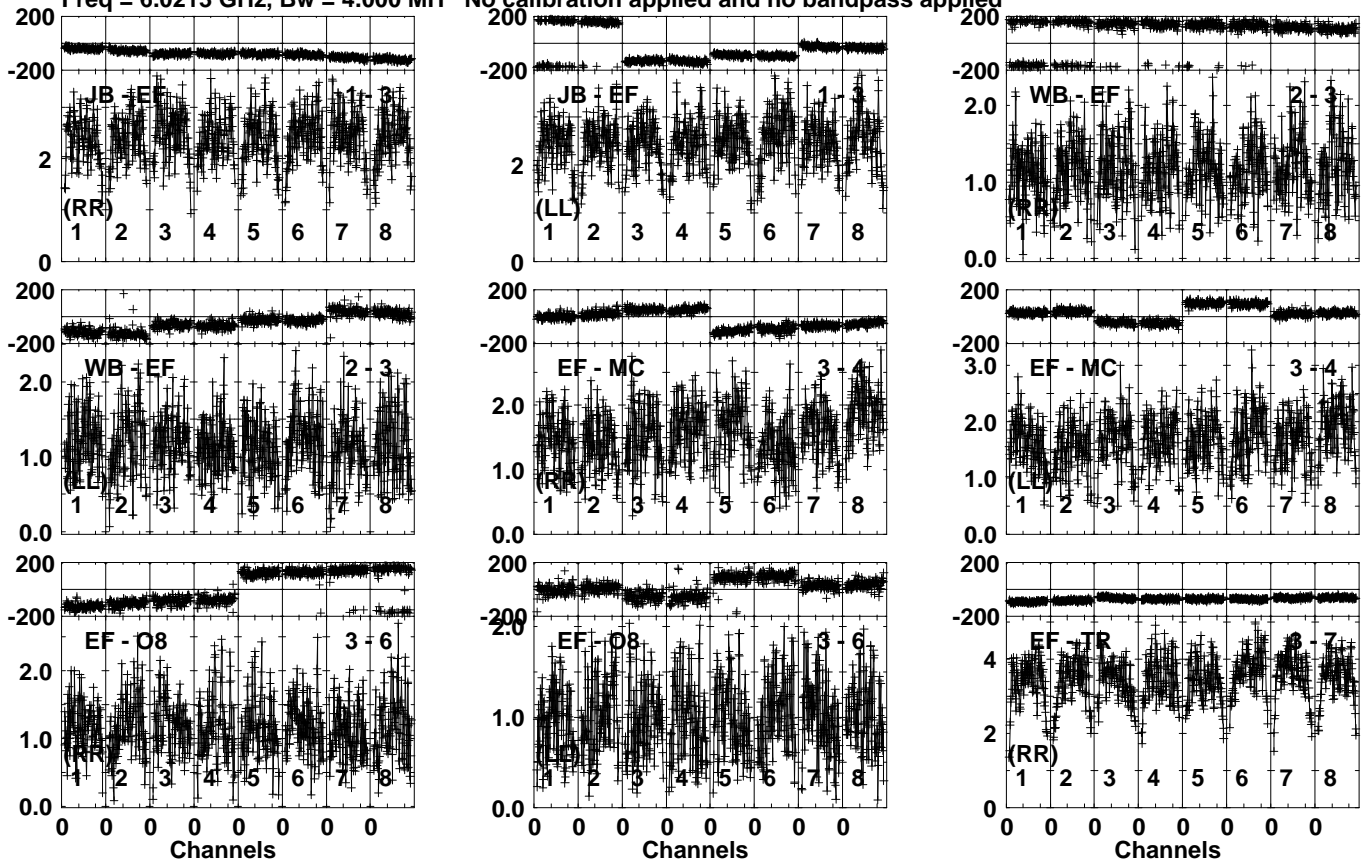 Freq = 6.0215 GHz, Bw = 4.000 MH No calibration applied and no bandpass applied
200
-200
JB - EF 1 - 3
2
(RR)
1 2 3 4 5 6 7 8
0
200
-200
JB - EF 1 - 3
2
(LL)
1 2 3 4 5 6 7 8
0
200
-200
WB - EF 2 - 3
2.0
1.0
(RR)
1 2 3 4 5 6 7 8
0.0
200
-200
WB - EF 2 - 3
2.0
1.0
(LL)
1 2 3 4 5 6 7 8
0.0
200
-200
EF - MC 3 - 4
2.0
1.0
(RR)
1 2 3 4 5 6 7 8
0.0
200
-200
EF - MC 3 - 4
3.0
2.0
1.0
(LL)
1 2 3 4 5 6 7 8
0.0
200
-200
EF - O8 3 - 6
2.0
1.0
(RR)
1 2 3 4 5 6 7 8
0.0
0 0 0 0 0 0 0 0
Channels
200
-200
2.0
EF - O8 3 - 6
1.0
(LL)
1 2 3 4 5 6 7 8
0.0
0 0 0 0 0 0 0 0
Channels
200
-200
EF - TR 3 - 7
4
2
(RR)
1 2 3 4 5 6 7 8
0
0 0 0 0 0 0 0 0
Channels